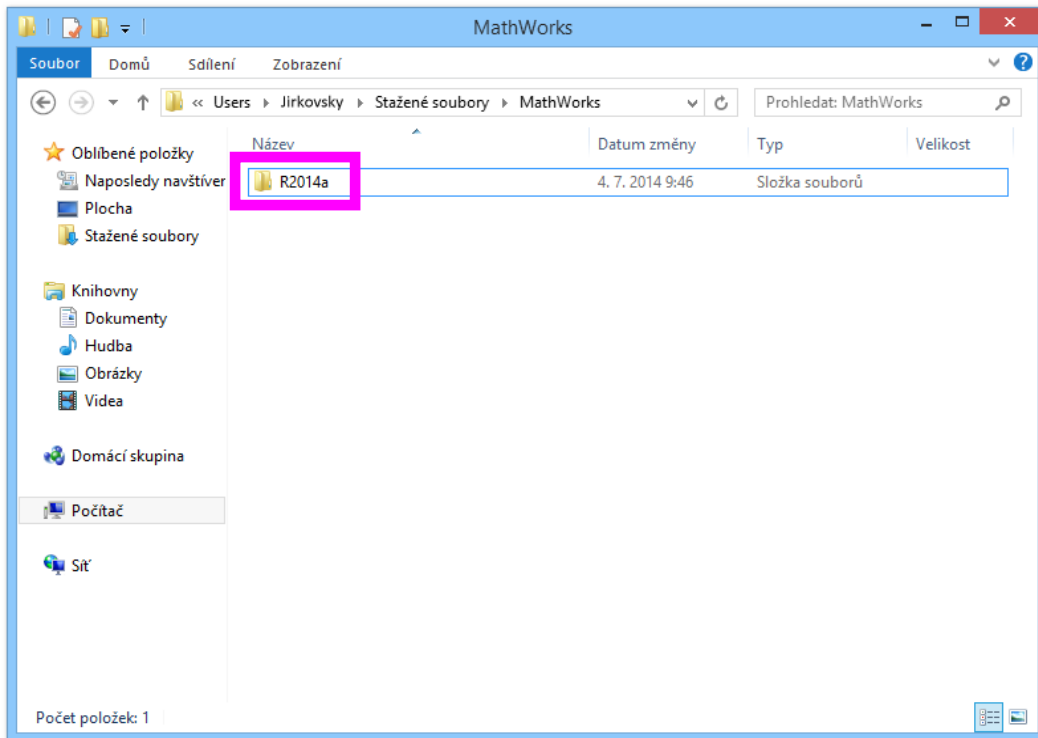 MathWorks
Soubor Domů Sdílení Zobrazení
« Users Jirkovsky Stažené soubory MathWorks Prohledat: MathWorks
Název Datum změny Typ Velikost
R2014a 4. 7. 2014 9:46 Složka souborů
Oblíbené položky
Naposledy navštíver
Plocha
Stažené soubory
Knihovny
Dokumenty
Hudba
Obrázky
Videa
Domácí skupina
Počítač
Síť
Počet položek: 1